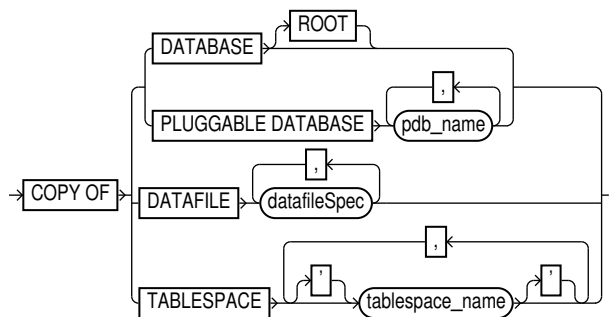 ROOT
DATABASE
,
PLUGGABLE DATABASE pdb_name
,
COPY OF DATAFILE datafileSpec
,
' '
TABLESPACE tablespace_name